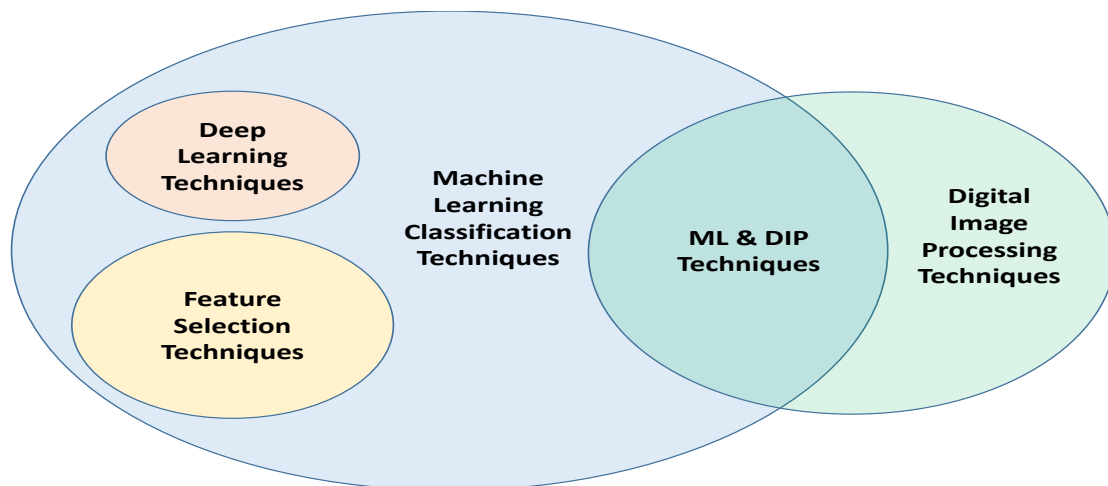 Deep
Learning
Techniques
Feature
Selection
Techniques
Machine
Learning
Classification
Techniques
ML & DIP
Techniques
Digital
Image
Processing
Techniques